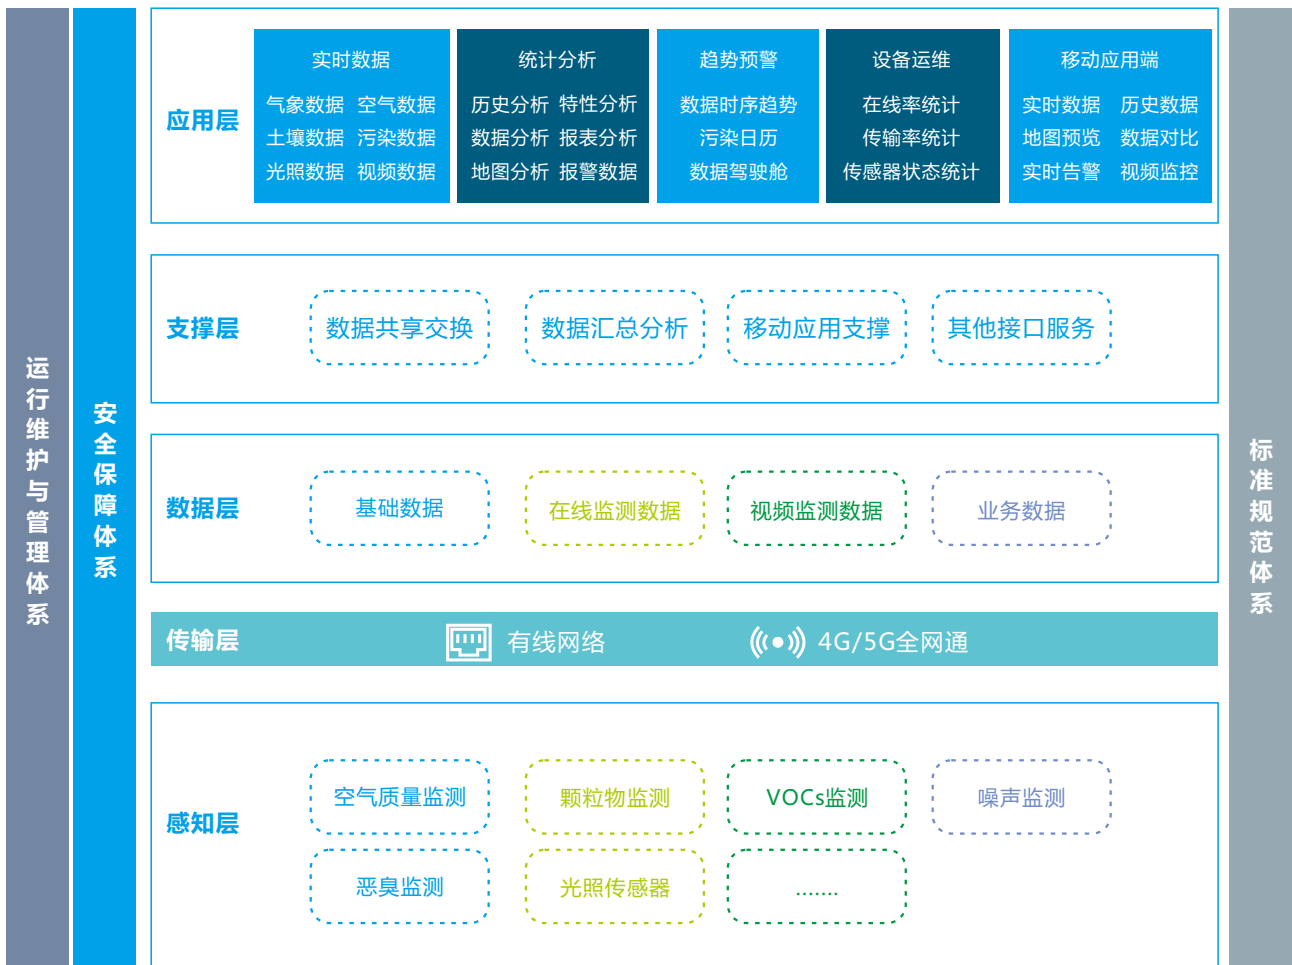 运行维护与管理体系
安全保障体系
应用层
实时数据
气象数据 空气数据
土壤数据 污染数据
光照数据 视频数据
统计分析
历史分析 特性分析
数据分析 报表分析
地图分析 报警数据
趋势预警
数据时序趋势
污染日历
数据驾驶舱
设备运维
在线率统计
传输率统计
传感器状态统计
移动应用端
实时数据 历史数据
地图预览 数据对比
实时告警 视频监控
支撑层
数据共享交换
数据汇总分析
移动应用支撑
其他接口服务
数据层
基础数据
在线监测数据
视频监测数据
业务数据
传输层
有线网络
4G/5G全网通
感知层
空气质量监测
颗粒物监测
VOCs监测
噪声监测
恶臭监测
光照传感器
.......
标准规范体系